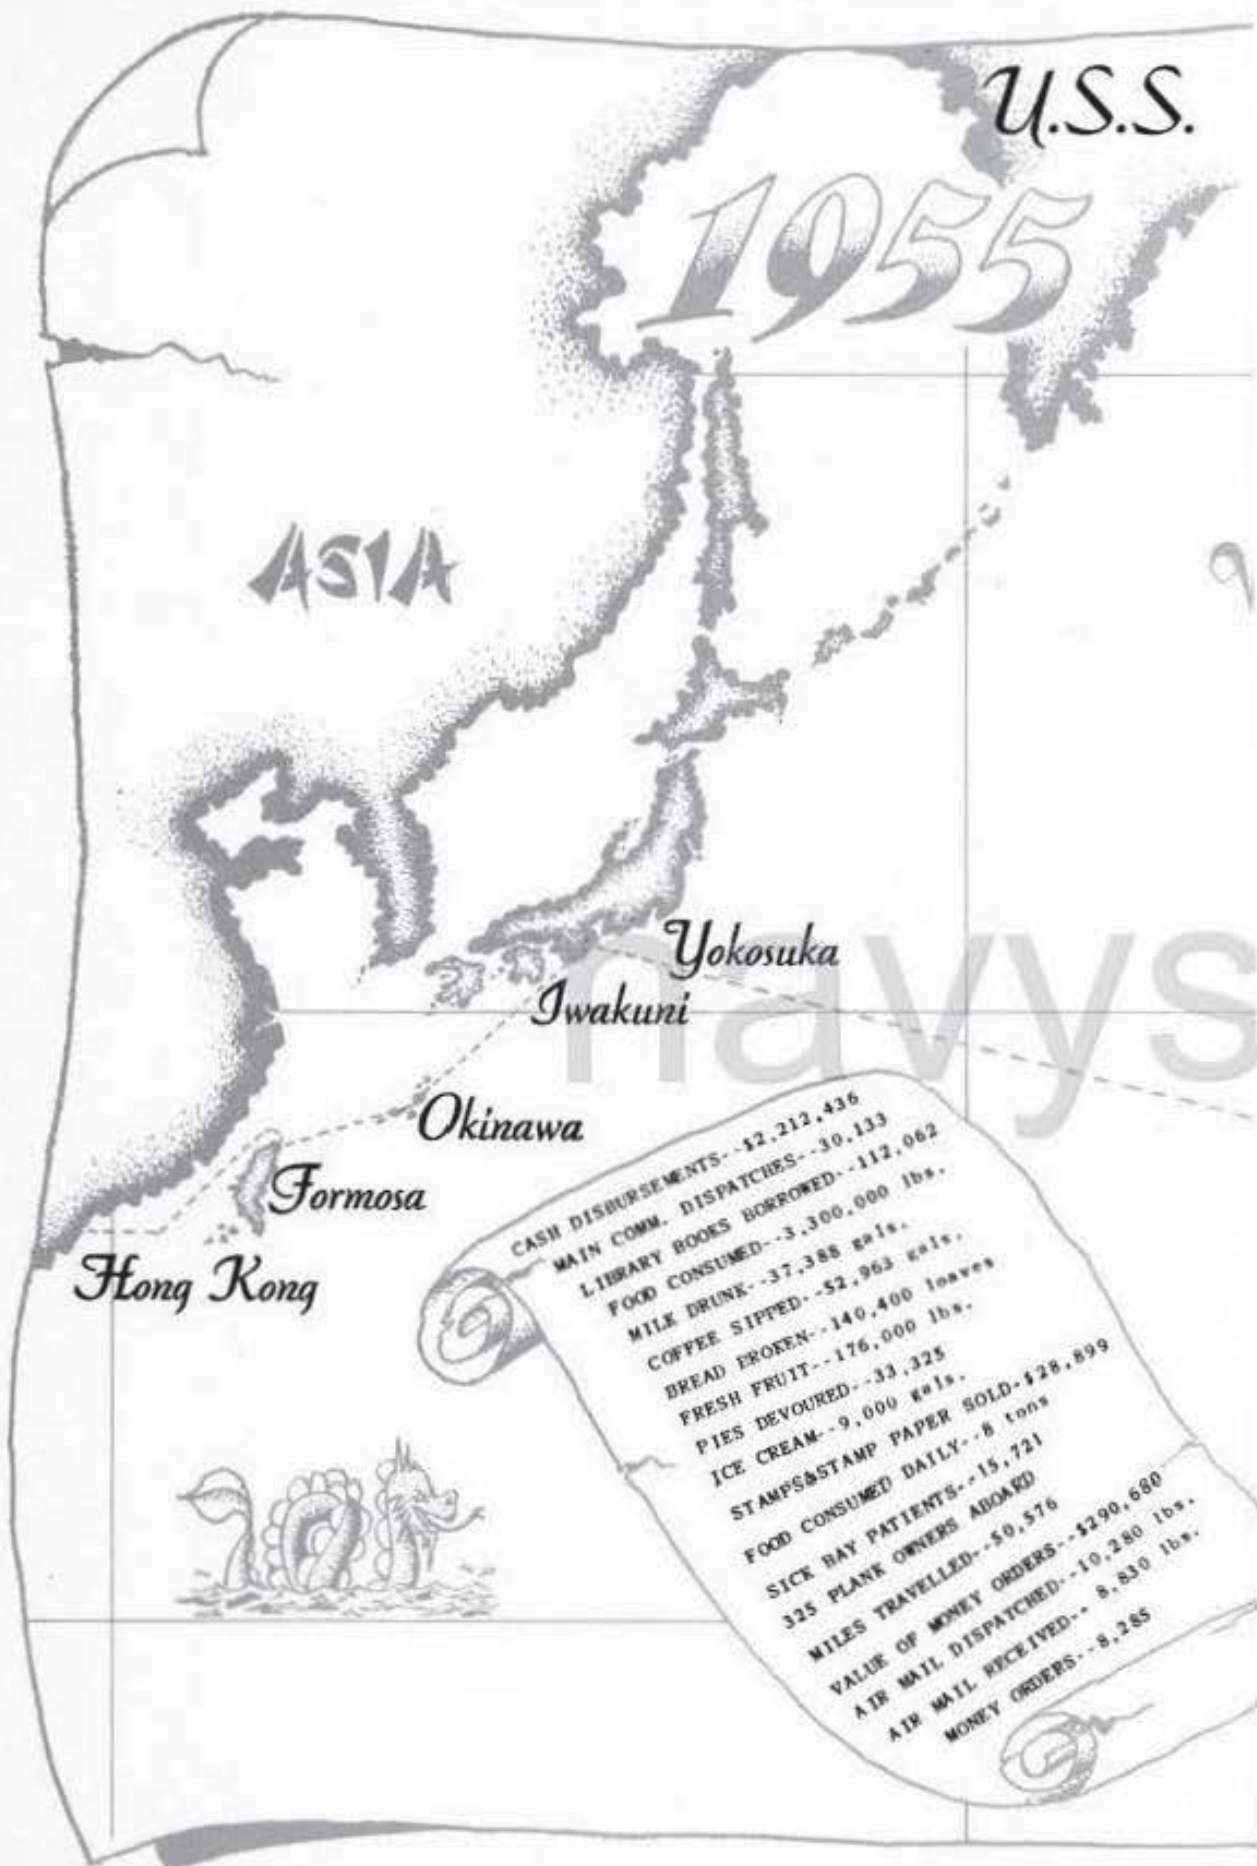 U.S.S.
1955
ASIA
Yokosuka
Iwakuni
navys
Okinawa
Formosa
Hong Kong
CASH DISBURSEMENTS--$2,212,436
MAIN COMM. DISPATCHES--30,133
LIBRARY BOOKS BORROWED--112,062
FOOD CONSUMED--3,300,000 lbs.
MILK DRUNK--37,388 gals.
COFFEE SIPPED--52,963 gals.
BREAD BROKEN--140,400 loaves
FRESH FRUIT--176,000 lbs.
PIES DEVOURED--33,325
ICE CREAM--9,000 gals.
STAMPS&STAMP PAPER SOLD-$28,899
FOOD CONSUMED DAILY--8 tons
SICK BAY PATIENTS--15,721
325 PLANK OWNERS ABOARD
MILES TRAVELLED--50,576
VALUE OF MONEY ORDERS--$290,680
AIR MAIL DISPATCHED--10,280 lbs.
AIR MAIL RECEIVED-- 8,830 lbs.
MONEY ORDERS--8,285